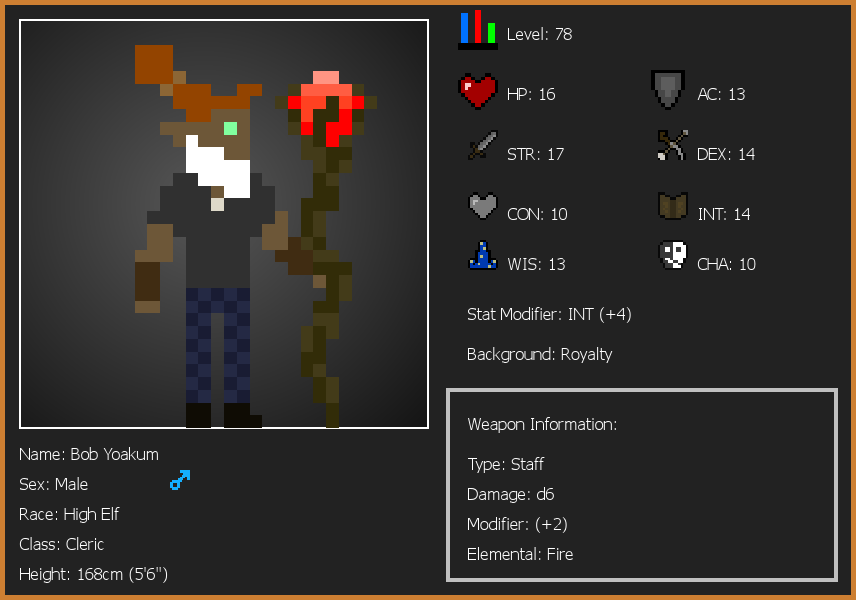 Level: 78
HP: 16
AC: 13
STR: 17
DEX: 14
CON: 10
INT: 14
WIS: 13
CHA: 10
Stat Modifier: INT (+4)
Background: Royalty
Weapon Information:
Type: Staff
Damage: d6
Modifier: (+2)
Elemental: Fire
Name: Bob Yoakum
Sex: Male
Race: High Elf
Class: Cleric
Height: 168cm (5'6")